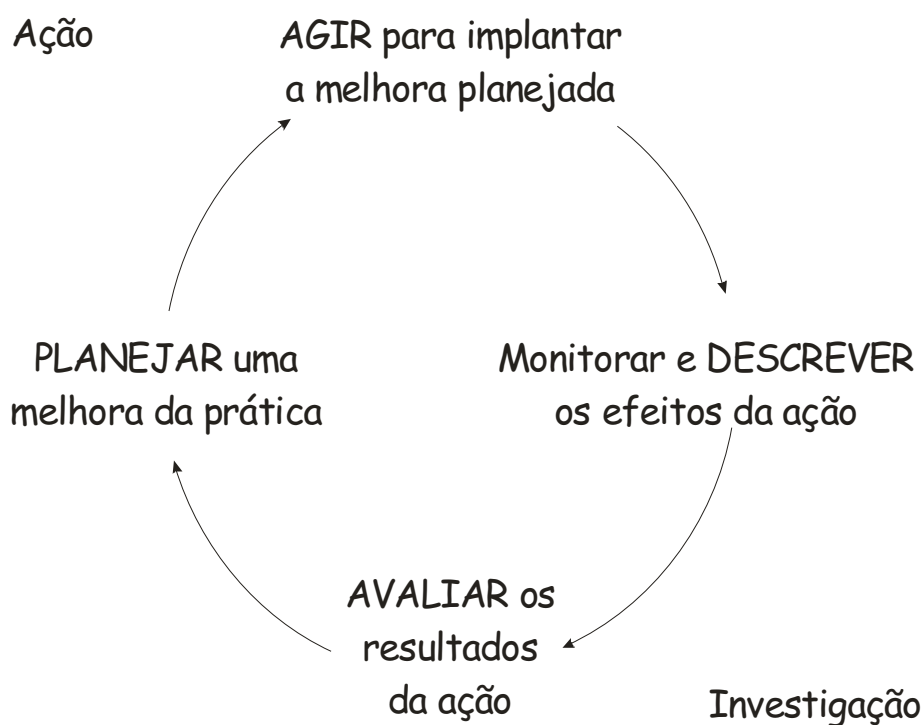 Ação
AGIR para implantar
a melhora planejada
PLANEJAR uma
melhora da prática
Monitorar e DESCREVER
os efeitos da ação
AVALIAR os
resultados
da ação
Investigação